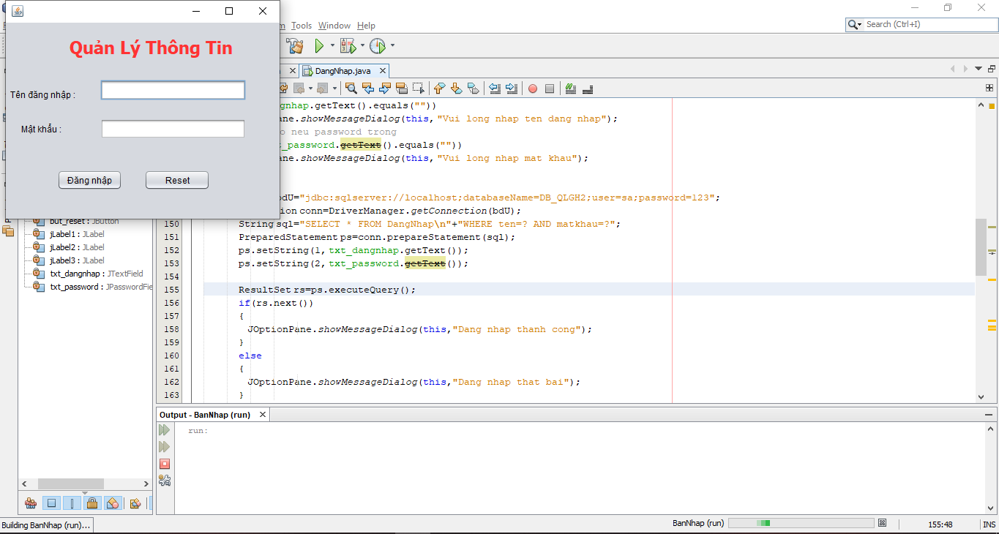 Tools Window Help
Search (Ctrl+I)
Quản Lý Thông Tin
Tên đăng nhập :
Mật khẩu :
Đăng nhập
Reset
DangNhap.java
.getText().equals(""))
.showMessageDialog(this,"Vui long nhap ten dang nhap");
neu password trong
_password.getText().equals(""))
.showMessageDialog(this,"Vui long nhap mat khau");
bdU="jdbc:sqlserver://localhost;databaseName=DB_QLGH2;user=sa;password=123";
conn=DriverManager.getConnection(bdU);
150 String sql="SELECT * FROM DangNhap\n"+"WHERE ten=? AND matkhau=?";
151 PreparedStatement ps=conn.prepareStatement(sql);
152 ps.setString(1,txt_dangnhap.getText());
153 ps.setString(2,txt_password.getText());
154
155 ResultSet rs=ps.executeQuery();
156 if(rs.next())
157 {
158 JOptionPane.showMessageDialog(this,"Dang nhap thanh cong");
159 }
160 else
161 {
162 JOptionPane.showMessageDialog(this,"Dang nhap that bai");
163 }
but_reset : JButton
jLabel1 : JLabel
jLabel2 : JLabel
jLabel3 : JLabel
txt_dangnhap : JTextField
txt_password : JPasswordFie
Output - BanNhap (run)
run:
Building BanNhap (run)...
BanNhap (run)
155:48
INS